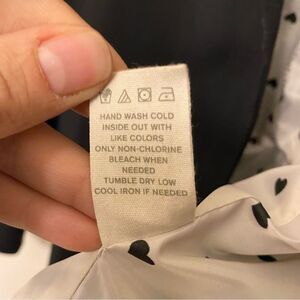 HAND WASH COLD
INSIDE OUT WITH
LIKE COLORS
ONLY NON-CHLORINE
BLEACH WHEN
NEEDED
TUMBLE DRY LOW
COOL IRON IF NEEDED